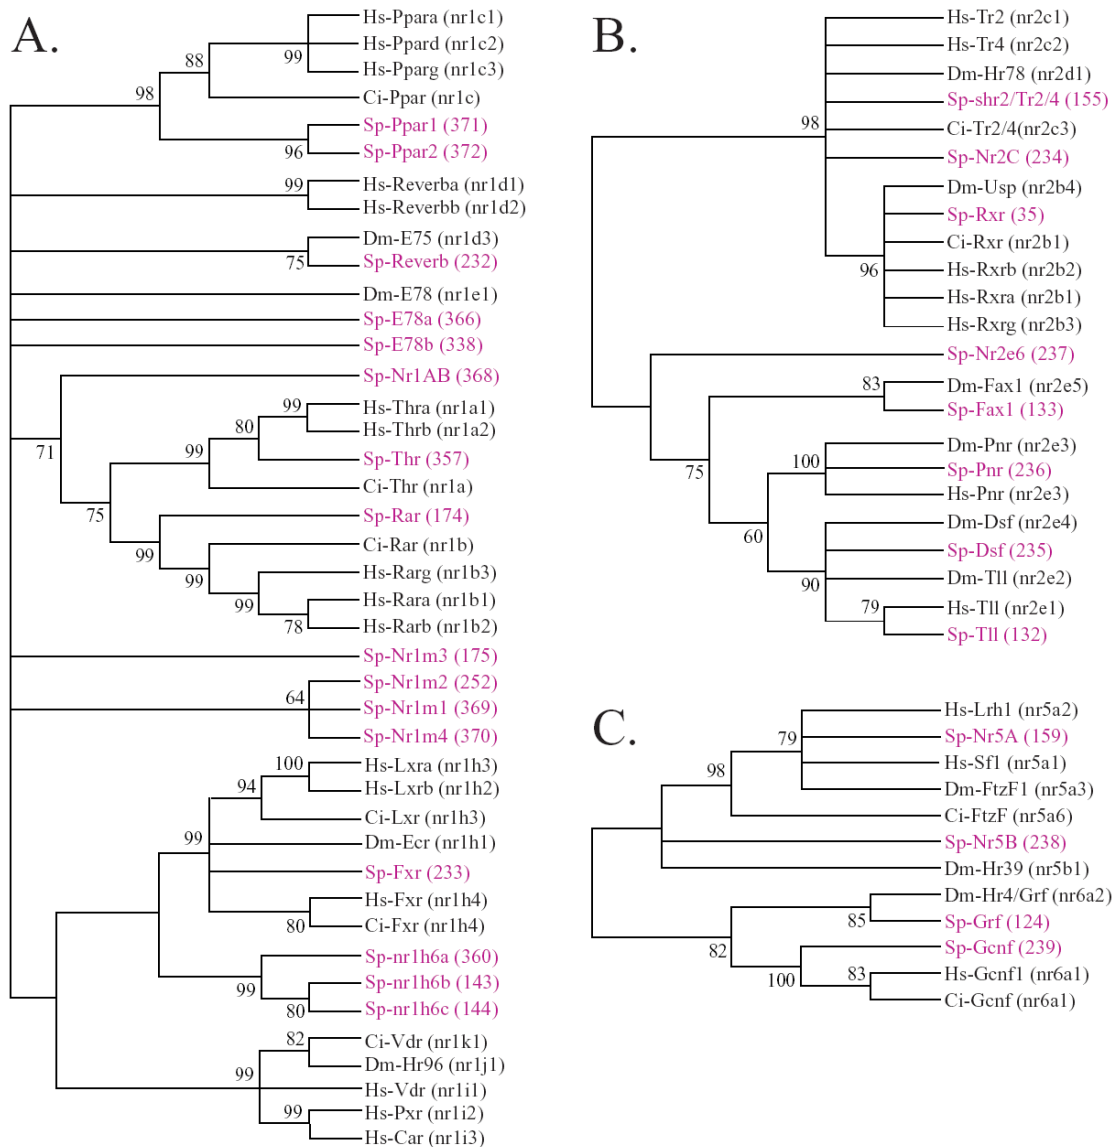 A.
Hs-Ppara (nr1c1)
Hs-Ppard (nr1c2)
88
99
Hs-Pparg (nr1c3)
98
Ci-Ppar (nr1c)
Sp-Ppar1 (371)
96
Sp-Ppar2 (372)
99
Hs-Reverba (nr1d1)
Hs-Reverbb (nr1d2)
Dm-E75 (nr1d3)
75
Sp-Reverb (232)
Dm-E78 (nr1e1)
Sp-E78a (366)
Sp-E78b (338)
Sp-Nr1AB (368)
99
Hs-Thra (nr1a1)
80
Hs-Thrb (nr1a2)
71
99
Sp-Thr (357)
Ci-Thr (nr1a)
75
Sp-Rar (174)
99
Ci-Rar (nr1b)
99
Hs-Rarg (nr1b3)
99
Hs-Rara (nr1b1)
78
Hs-Rarb (nr1b2)
Sp-Nr1m3 (175)
Sp-Nr1m2 (252)
64
Sp-Nr1m1 (369)
Sp-Nr1m4 (370)
100
Hs-Lxra (nr1h3)
94
Hs-Lxrb (nr1h2)
Ci-Lxr (nr1h3)
99
Dm-Ecr (nr1h1)
Sp-Fxr (233)
Hs-Fxr (nr1h4)
80
Ci-Fxr (nr1h4)
Sp-nr1h6a (360)
99
Sp-nr1h6b (143)
80
Sp-nr1h6c (144)
82
Ci-Vdr (nr1k1)
Dm-Hr96 (nr1j1)
99
Hs-Vdr (nr1i1)
99
Hs-Pxr (nr1i2)
Hs-Car (nr1i3)
B.
Hs-Tr2 (nr2c1)
Hs-Tr4 (nr2c2)
Dm-Hr78 (nr2d1)
Sp-shr2/Tr2/4 (155)
98
Ci-Tr2/4(nr2c3)
Sp-Nr2C (234)
Dm-Usp (nr2b4)
Sp-Rxr (35)
Ci-Rxr (nr2b1)
96
Hs-Rxrb (nr2b2)
Hs-Rxra (nr2b1)
Hs-Rxrg (nr2b3)
Sp-Nr2e6 (237)
83
Dm-Fax1 (nr2e5)
Sp-Fax1 (133)
Dm-Pnr (nr2e3)
75
100
Sp-Pnr (236)
Hs-Pnr (nr2e3)
60
Dm-Dsf (nr2e4)
Sp-Dsf (235)
90
Dm-Tll (nr2e2)
79
Hs-Tll (nr2e1)
Sp-Tll (132)
C.
Hs-Lrh1 (nr5a2)
79
Sp-Nr5A (159)
98
Hs-Sf1 (nr5a1)
Dm-FtzF1 (nr5a3)
Ci-FtzF (nr5a6)
Sp-Nr5B (238)
Dm-Hr39 (nr5b1)
Dm-Hr4/Grf (nr6a2)
85
Sp-Grf (124)
82
Sp-Gcnf (239)
100
83
Hs-Gcnf1 (nr6a1)
Ci-Gcnf (nr6a1)